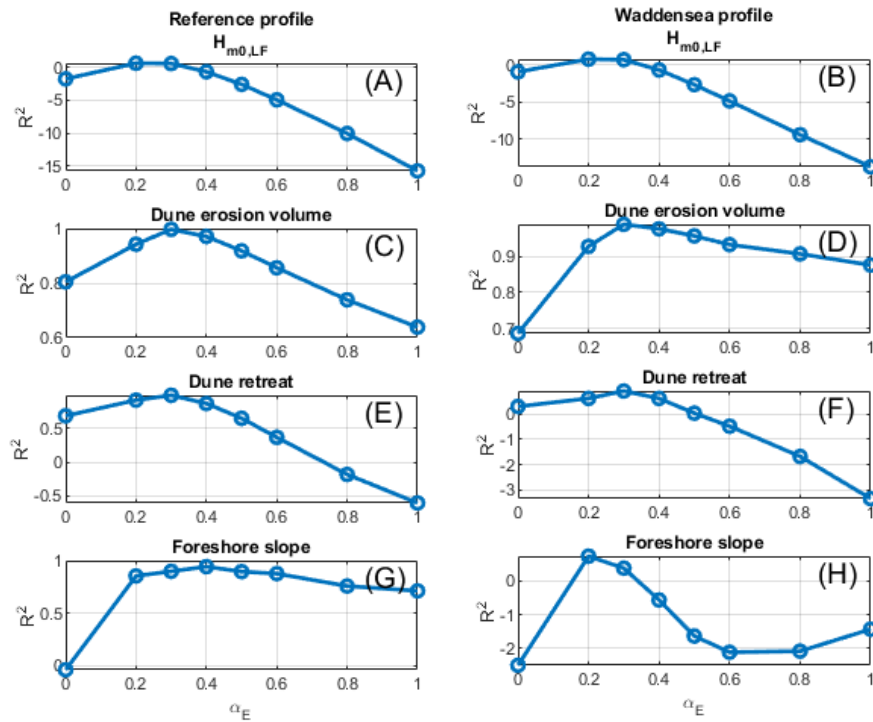 Reference profile
H_m0,LF
(A)
R²
0
-5
-10
-15
0 0.2 0.4 0.6 0.8 1
Waddensea profile
H_m0,LF
(B)
R²
0
-5
-10
0 0.2 0.4 0.6 0.8 1
Dune erosion volume
(C)
R²
1
0.8
0.6
0 0.2 0.4 0.6 0.8 1
Dune erosion volume
(D)
R²
0.9
0.8
0.7
0 0.2 0.4 0.6 0.8 1
Dune retreat
(E)
R²
0.5
0
-0.5
0 0.2 0.4 0.6 0.8 1
Dune retreat
(F)
R²
0
-1
-2
-3
0 0.2 0.4 0.6 0.8 1
Foreshore slope
(G)
R²
1
0.5
0
0 0.2 0.4 0.6 0.8 1
α_E
Foreshore slope
(H)
R²
0
-1
-2
0 0.2 0.4 0.6 0.8 1
α_E